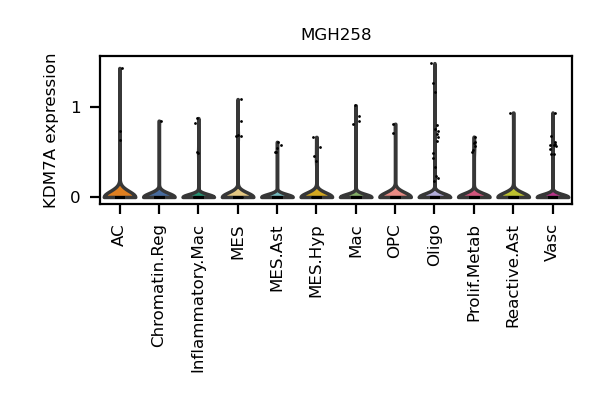 MGH258
KDM7A expression
1
0
AC
Chromatin.Reg
Inflammatory.Mac
MES
MES.Ast
MES.Hyp
Mac
OPC
Oligo
Prolif.Metab
Reactive.Ast
Vasc